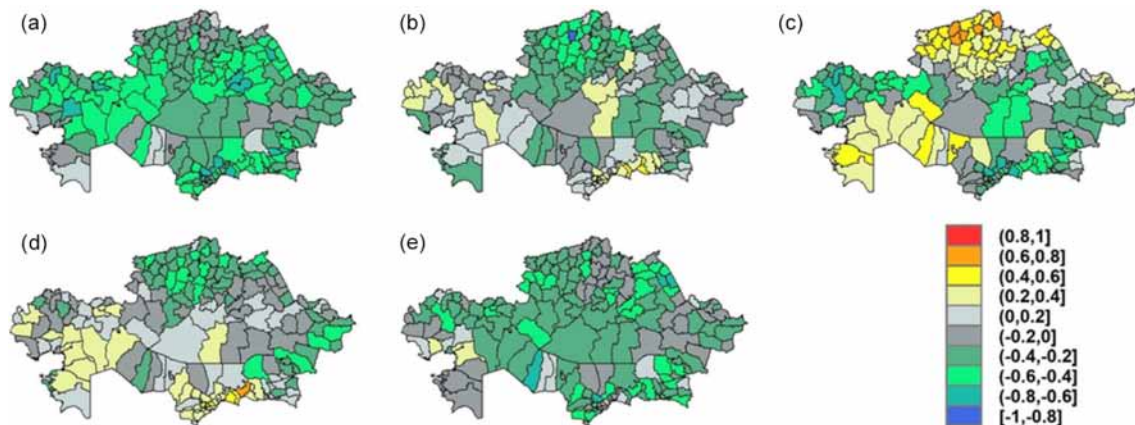 (a)
(b)
(c)
(d)
(e)
(0.8,1]
(0.6,0.8]
(0.4,0.6]
(0.2,0.4]
(0,0.2]
(-0.2,0]
(-0.4,-0.2]
(-0.6,-0.4]
(-0.8,-0.6]
[-1,-0.8]